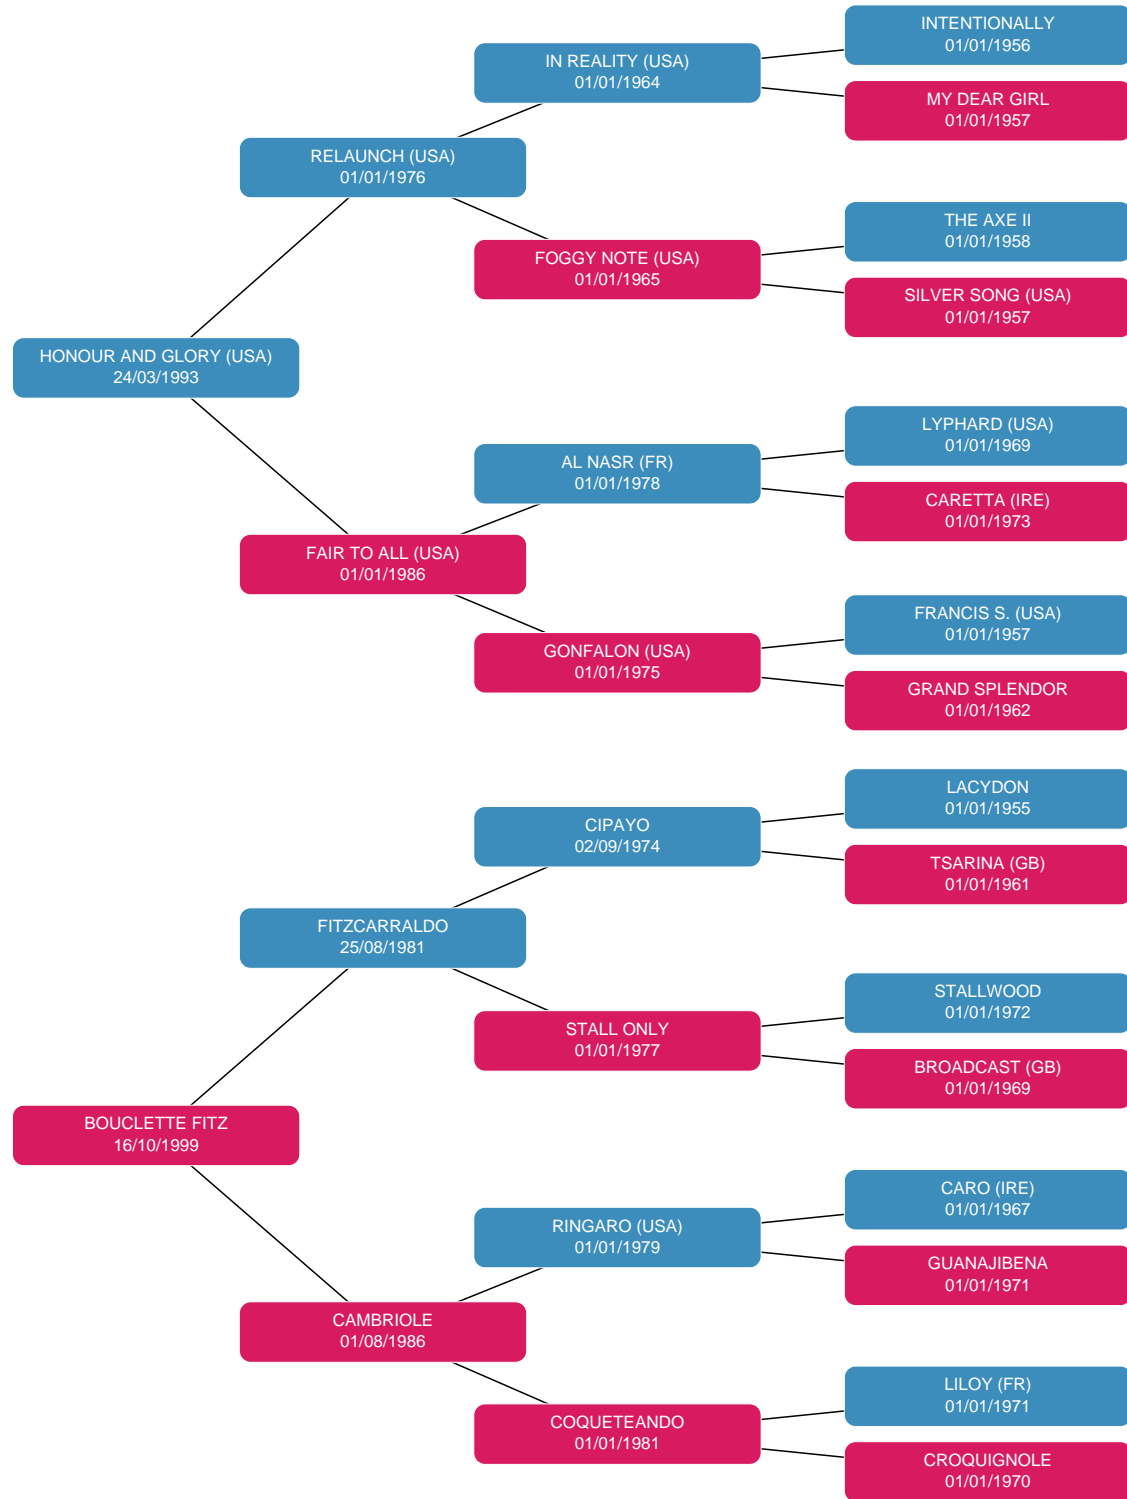 INTENTIONALLY
01/01/1956
IN REALITY (USA)
01/01/1964
MY DEAR GIRL
01/01/1957
RELAUNCH (USA)
01/01/1976
THE AXE II
01/01/1958
FOGGY NOTE (USA)
01/01/1965
SILVER SONG (USA)
01/01/1957
HONOUR AND GLORY (USA)
24/03/1993
LYPHARD (USA)
01/01/1969
AL NASR (FR)
01/01/1978
CARETTA (IRE)
01/01/1973
FAIR TO ALL (USA)
01/01/1986
FRANCIS S. (USA)
01/01/1957
GONFALON (USA)
01/01/1975
GRAND SPLENDOR
01/01/1962
LACYDON
01/01/1955
CIPAYO
02/09/1974
TSARINA (GB)
01/01/1961
FITZCARRALDO
25/08/1981
STALLWOOD
01/01/1972
STALL ONLY
01/01/1977
BROADCAST (GB)
01/01/1969
BOUCLETTE FITZ
16/10/1999
CARO (IRE)
01/01/1967
RINGARO (USA)
01/01/1979
GUANAJIBENA
01/01/1971
CAMBRIOLE
01/08/1986
LILOY (FR)
01/01/1971
COQUETEANDO
01/01/1981
CROQUIGNOLE
01/01/1970